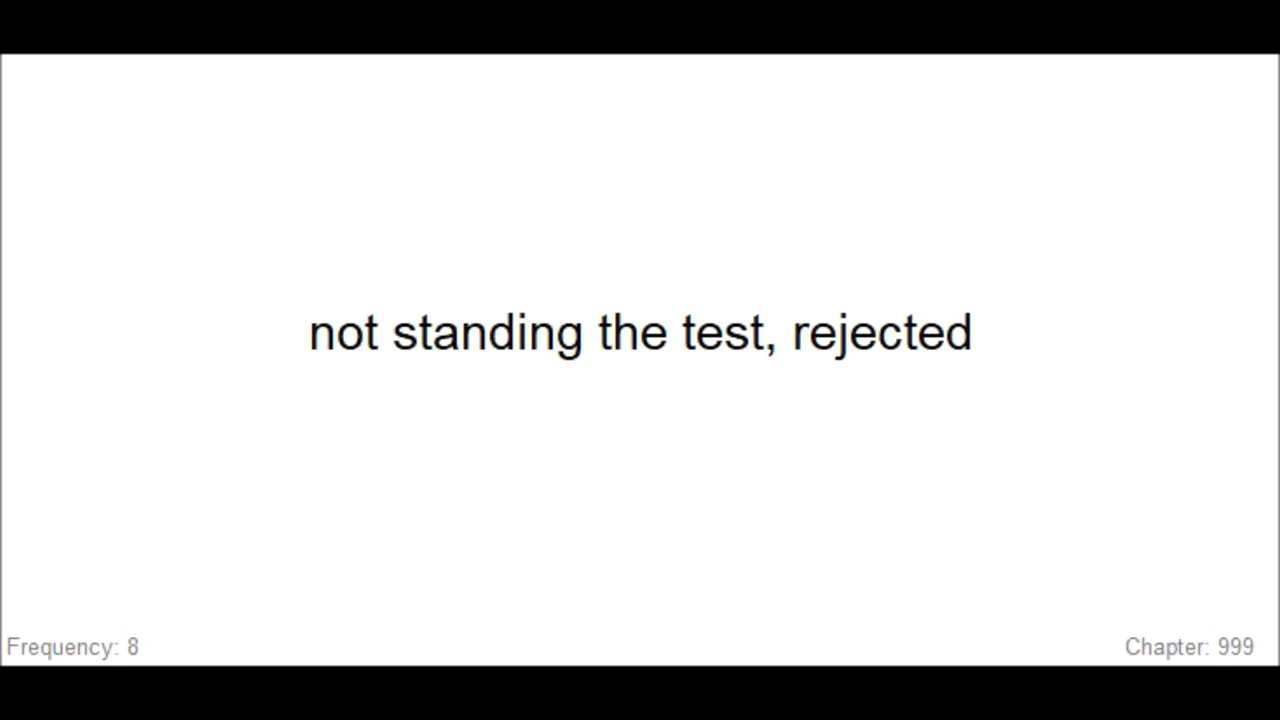 not standing the test, rejected
Frequency: 8
Chapter: 999